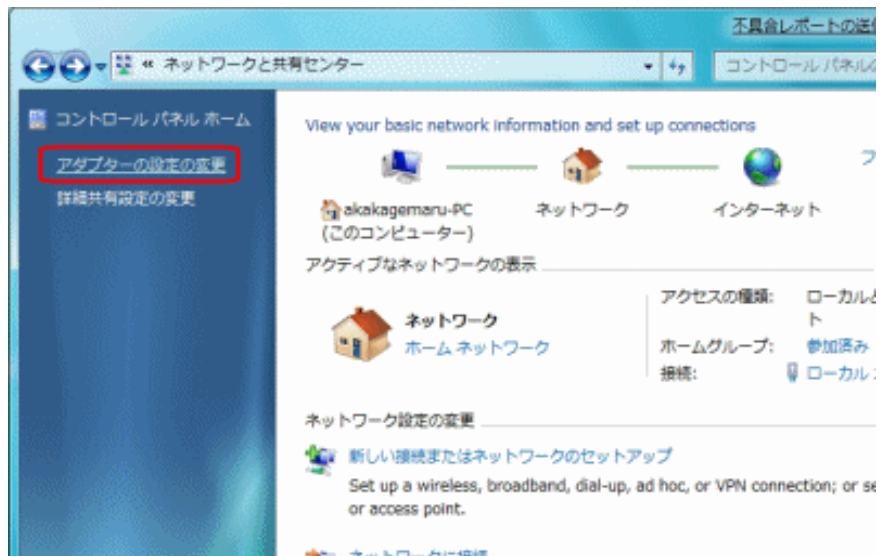 不具合レポートの送
« ネットワークと共有センター
コントロール パネルの
コントロール パネル ホーム
アダプターの設定の変更
詳細共有設定の変更
View your basic network information and set up connections
akakagemaru-PC
(このコンピューター)
ネットワーク
インターネット
アクティブなネットワークの表示
ネットワーク
ホーム ネットワーク
アクセスの種類:
ローカルと
ト
ホームグループ:
参加済み
接続:
ローカル
ネットワーク設定の変更
新しい接続またはネットワークのセットアップ
Set up a wireless, broadband, dial-up, ad hoc, or VPN connection; or se
or access point.
ネットワークに接続